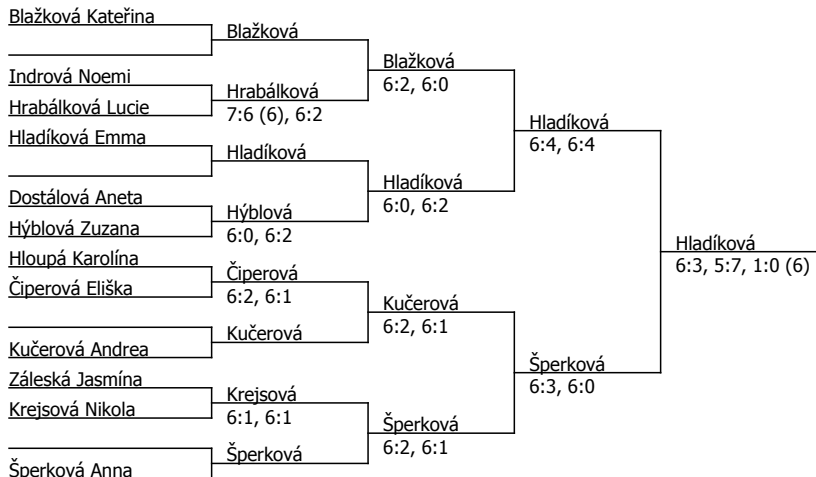 Blažková Kateřina
Indrová Noemi
Hrabálková Lucie
Hladíková Emma
Dostálová Aneta
Hýblová Zuzana
Hloupá Karolína
Čiperová Eliška
Kučerová Andrea
Záleská Jasmína
Krejsová Nikola
Šperková Anna
Blažková
Hrabálková
7:6 (6), 6:2
Hladíková
Hýblová
6:0, 6:2
Čiperová
6:2, 6:1
Kučerová
Krejsová
6:1, 6:1
Šperková
Blažková
6:2, 6:0
Hladíková
6:0, 6:2
Kučerová
6:2, 6:1
Šperková
6:2, 6:1
Hladíková
6:4, 6:4
Šperková
6:3, 6:0
Hladíková
6:3, 5:7, 1:0 (6)